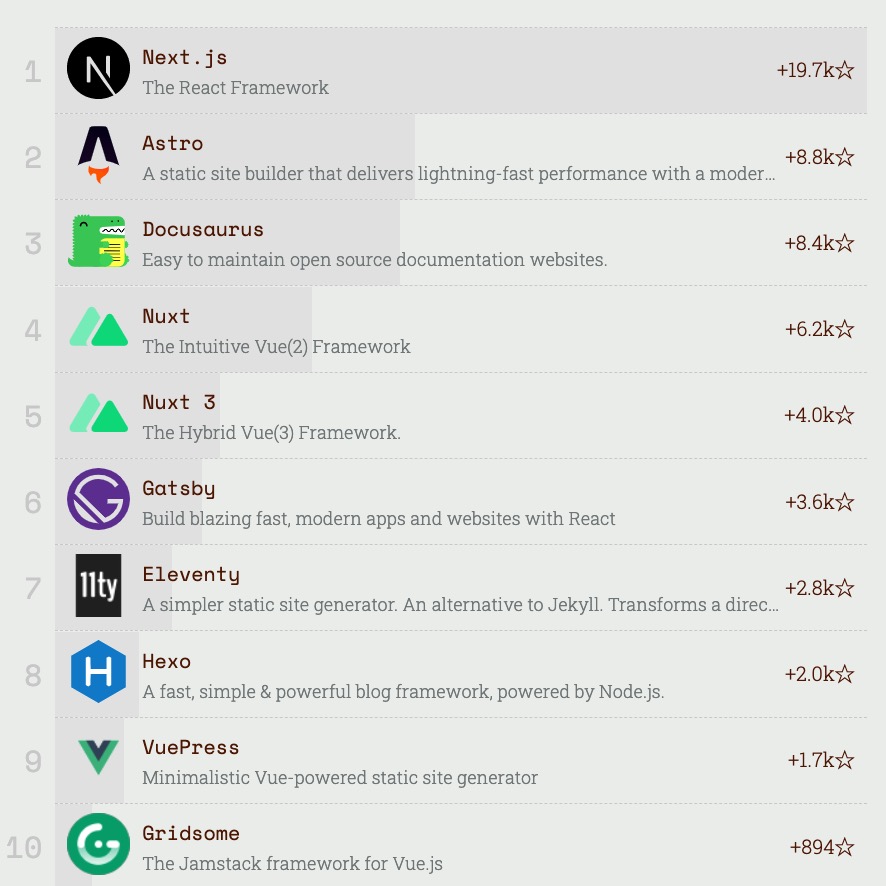 1
N
Next.js
The React Framework
+19.7k☆
2
Astro
A static site builder that delivers lightning-fast performance with a moder...
+8.8k☆
3
Docusaurus
Easy to maintain open source documentation websites.
+8.4k☆
4
Nuxt
The Intuitive Vue(2) Framework
+6.2k☆
5
Nuxt 3
The Hybrid Vue(3) Framework.
+4.0k☆
6
Gatsby
Build blazing fast, modern apps and websites with React
+3.6k☆
7
11ty
Eleventy
A simpler static site generator. An alternative to Jekyll. Transforms a direc...
+2.8k☆
8
H
Hexo
A fast, simple & powerful blog framework, powered by Node.js.
+2.0k☆
9
VuePress
Minimalistic Vue-powered static site generator
+1.7k☆
10
Gridsome
The Jamstack framework for Vue.js
+894☆